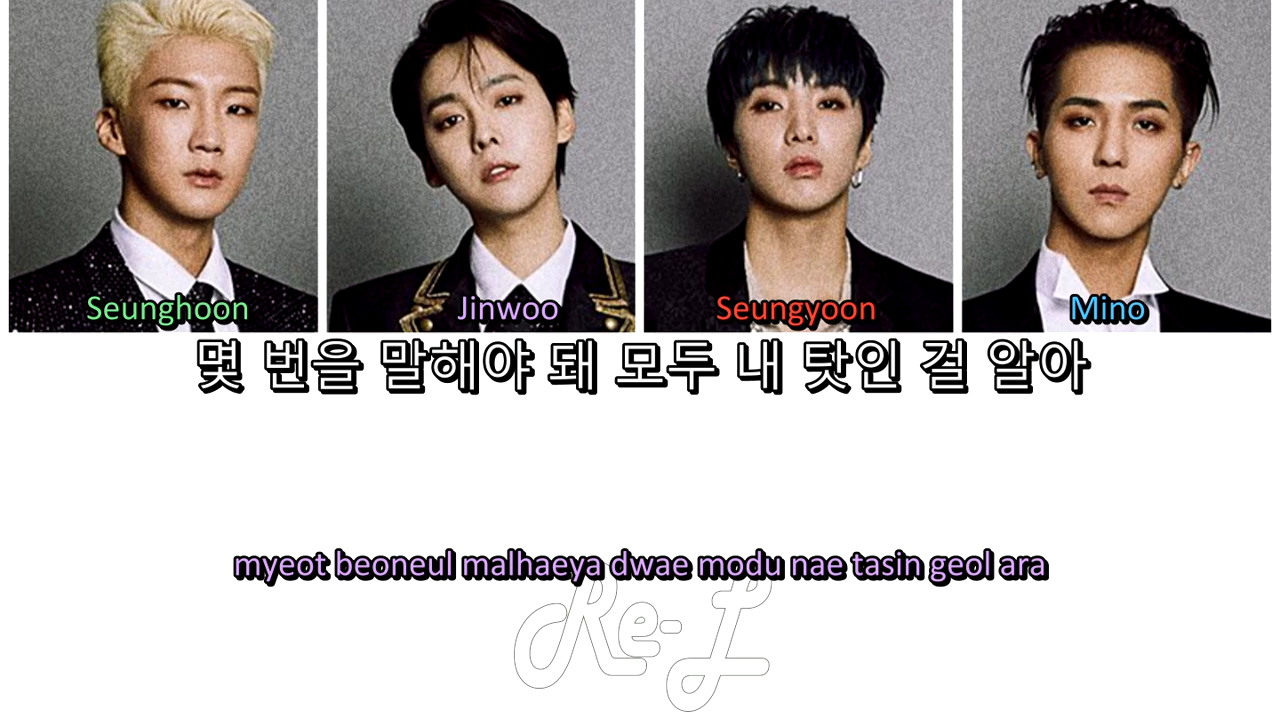 Seunghoon
Jinwoo
Seungyoon
Mino
몇 번을 말해야 돼 모두 내 탓인 걸 알아
myeot beoneul malhaeya dwae modu nae tasin geol ara
Re-L